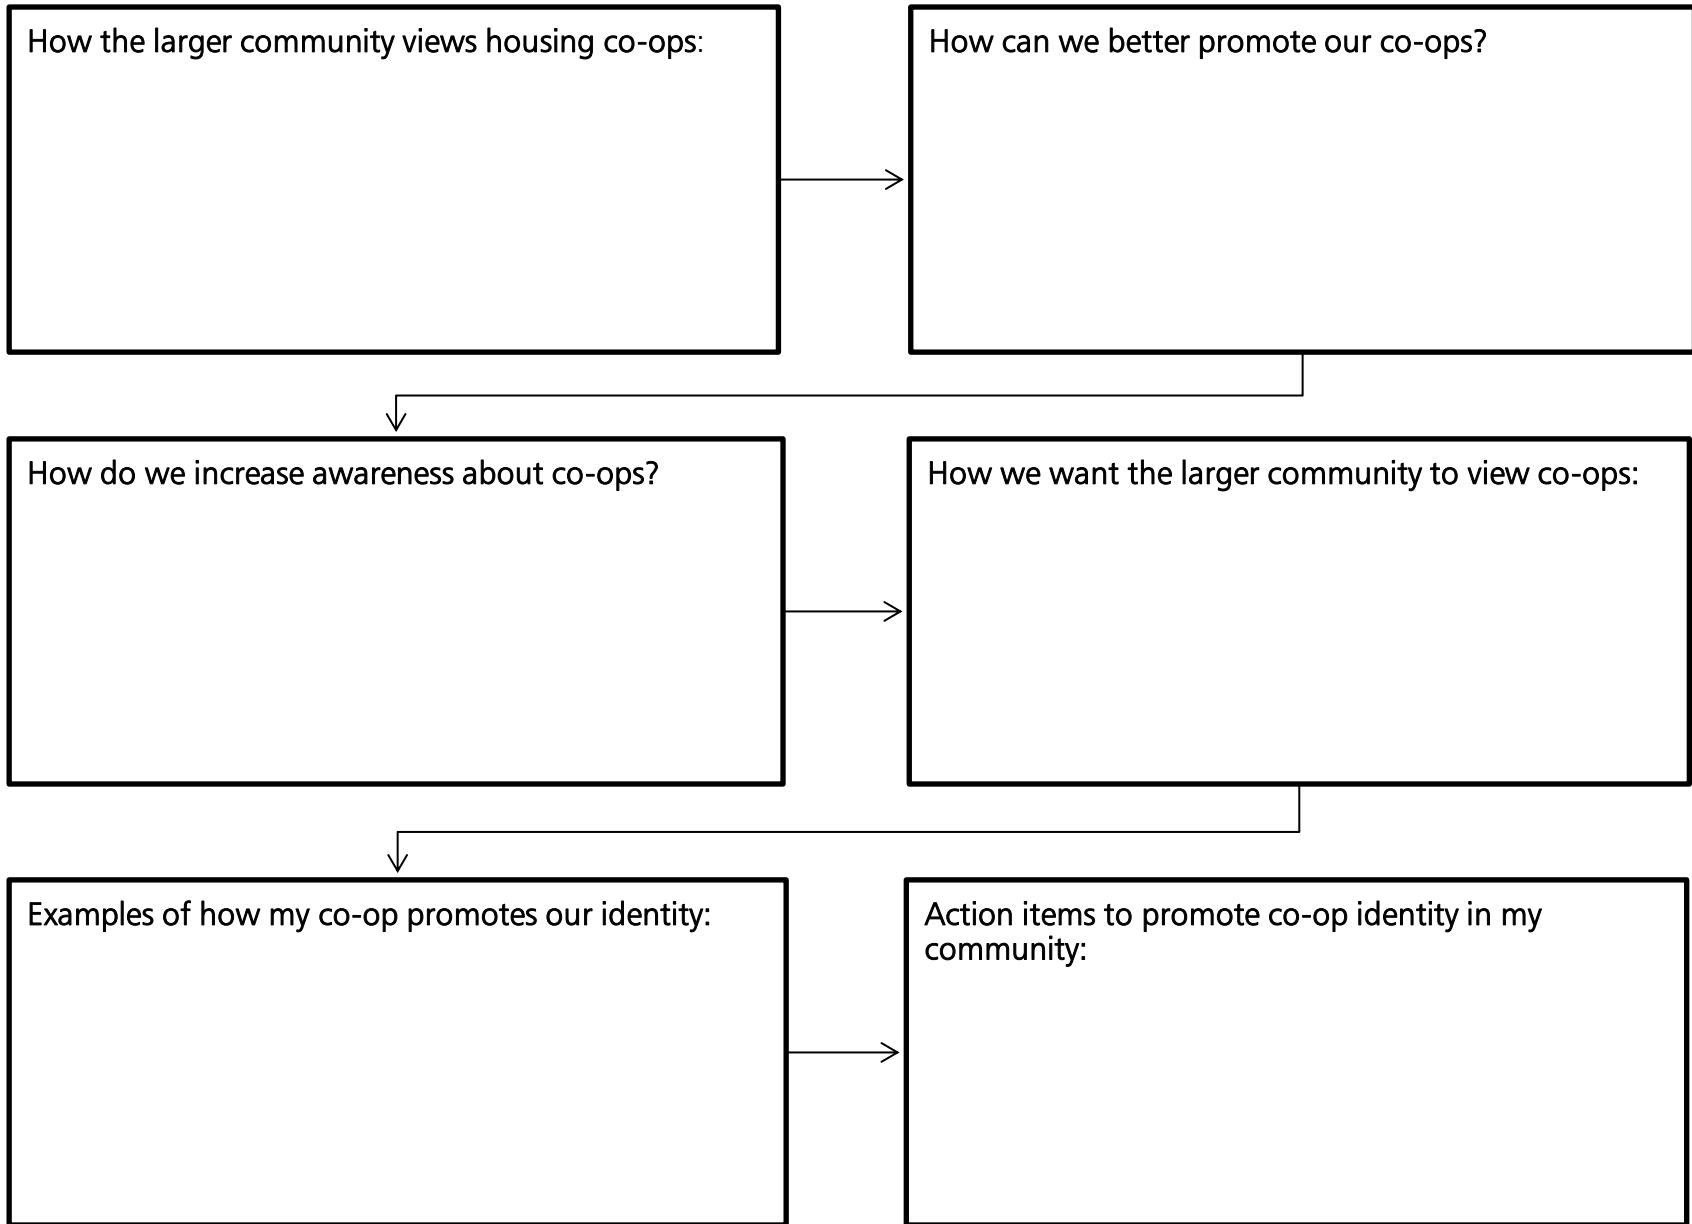 How the larger community views housing co-ops:
How can we better promote our co-ops?
How do we increase awareness about co-ops?
How we want the larger community to view co-ops:
Examples of how my co-op promotes our identity:
Action items to promote co-op identity in my
community: